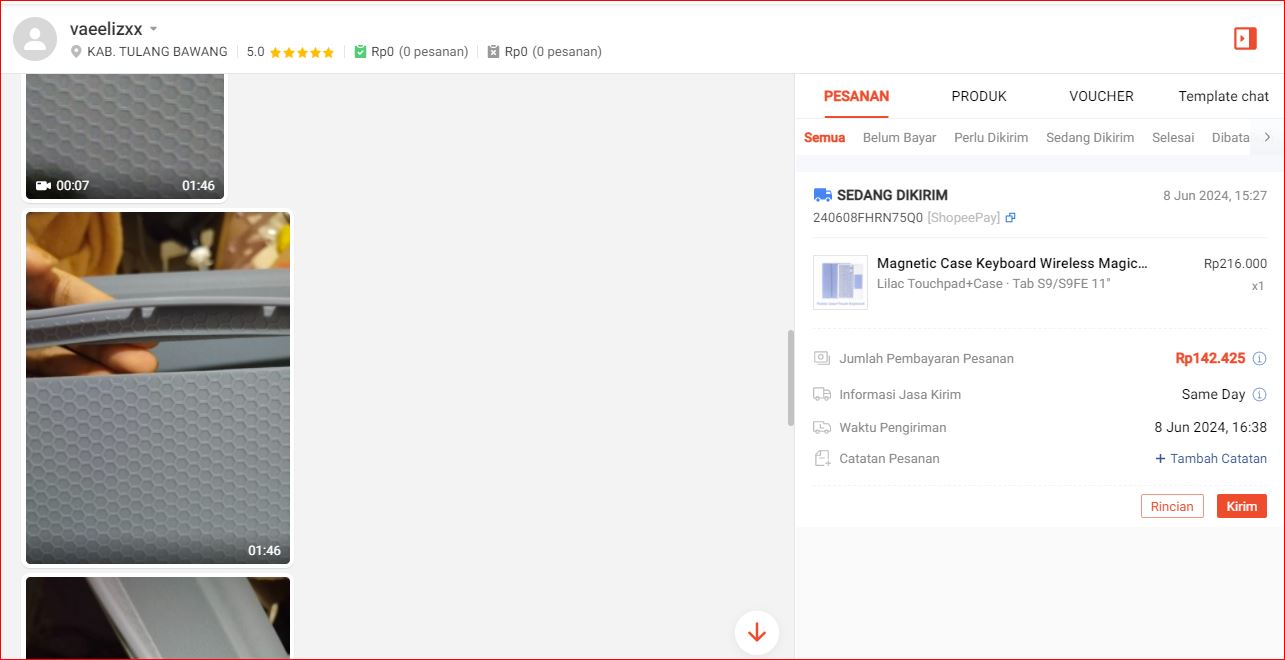 vaeelizxx
KAB. TULANG BAWANG 5.0 Rp0 (0 pesanan) Rp0 (0 pesanan)
00:07 01:46
01:46
PESANAN PRODUK VOUCHER Template chat
Semua Belum Bayar Perlu Dikirim Sedang Dikirim Selesai Dibata
SEDANG DIKIRIM 8 Jun 2024, 15:27
240608FHRN75Q0 [ShopeePay]
Magnetic Case Keyboard Wireless Magic... Rp216.000
Lilac Touchpad+Case · Tab S9/S9FE 11" x1
Jumlah Pembayaran Pesanan Rp142.425
Informasi Jasa Kirim Same Day
Waktu Pengiriman 8 Jun 2024, 16:38
Catatan Pesanan + Tambah Catatan
Rincian Kirim